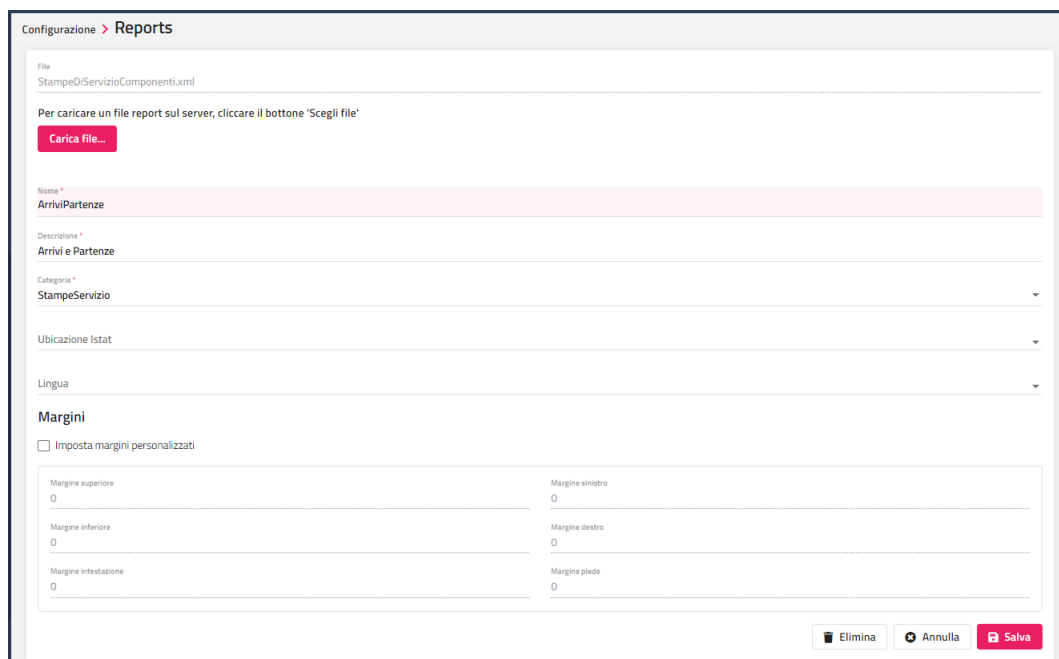 Configurazione > Reports
File
StampeDiServizioComponenti.xml
Per caricare un file report sul server, cliccare il bottone 'Scegli file'
Carica file...
Nome *
ArriviPartenze
Descrizione *
Arrivi e Partenze
Categoria *
StampeServizio
Ubicazione Istat
Lingua
Margini
Imposta margini personalizzati
Margine superiore
0
Margine sinistro
0
Margine inferiore
0
Margine destro
0
Margine intestazione
0
Margine piede
0
Elimina Annulla Salva